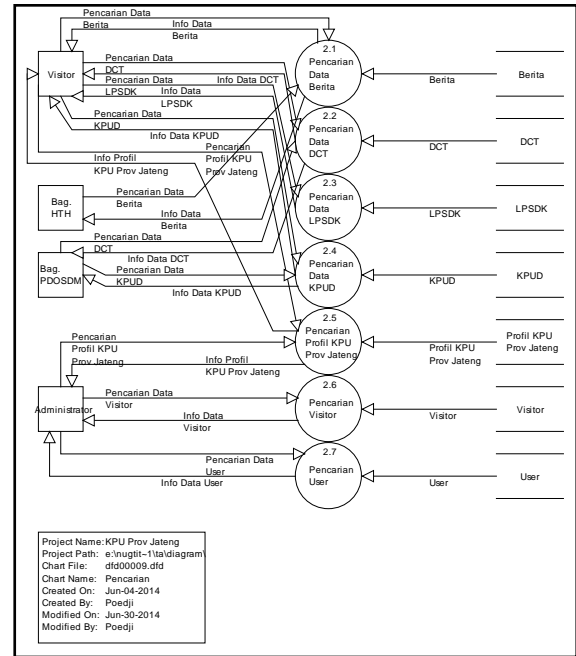 Pencarian Data
Berita
Info Data
Berita
Visitor
Pencarian Data
DCT
Info Data DCT
Pencarian Data
LPSDK
Info Data
LPSDK
Pencarian Data
KPUD
Info Data KPUD
Pencarian
Profil KPU
Prov Jateng
Info Profil
KPU Prov Jateng
2.1
Pencarian
Data
Berita
Berita
Berita
2.2
Pencarian
Data
DCT
DCT
DCT
Bag.
HTH
Pencarian Data
Berita
Info Data
Berita
2.3
Pencarian
Data
LPSDK
LPSDK
LPSDK
Bag.
PDOSDM
Pencarian Data
DCT
Info Data DCT
Pencarian Data
KPUD
Info Data KPUD
2.4
Pencarian
Data
KPUD
KPUD
KPUD
2.5
Pencarian
Profil KPU
Prov Jateng
Profil KPU
Prov Jateng
Profil KPU
Prov Jateng
Pencarian
Profil KPU
Prov Jateng
Info Profil
KPU Prov Jateng
Administrator
Pencarian Data
Visitor
Info Data
Visitor
2.6
Pencarian
Visitor
Visitor
Visitor
Pencarian Data
User
Info Data User
2.7
Pencarian
User
User
User
Project Name: KPU Prov Jateng
Project Path: e:\nugtit~1\ta\diagram\
Chart File: dfd00009.dfd
Chart Name: Pencarian
Created On: Jun-04-2014
Created By: Poedji
Modified On: Jun-30-2014
Modified By: Poedji